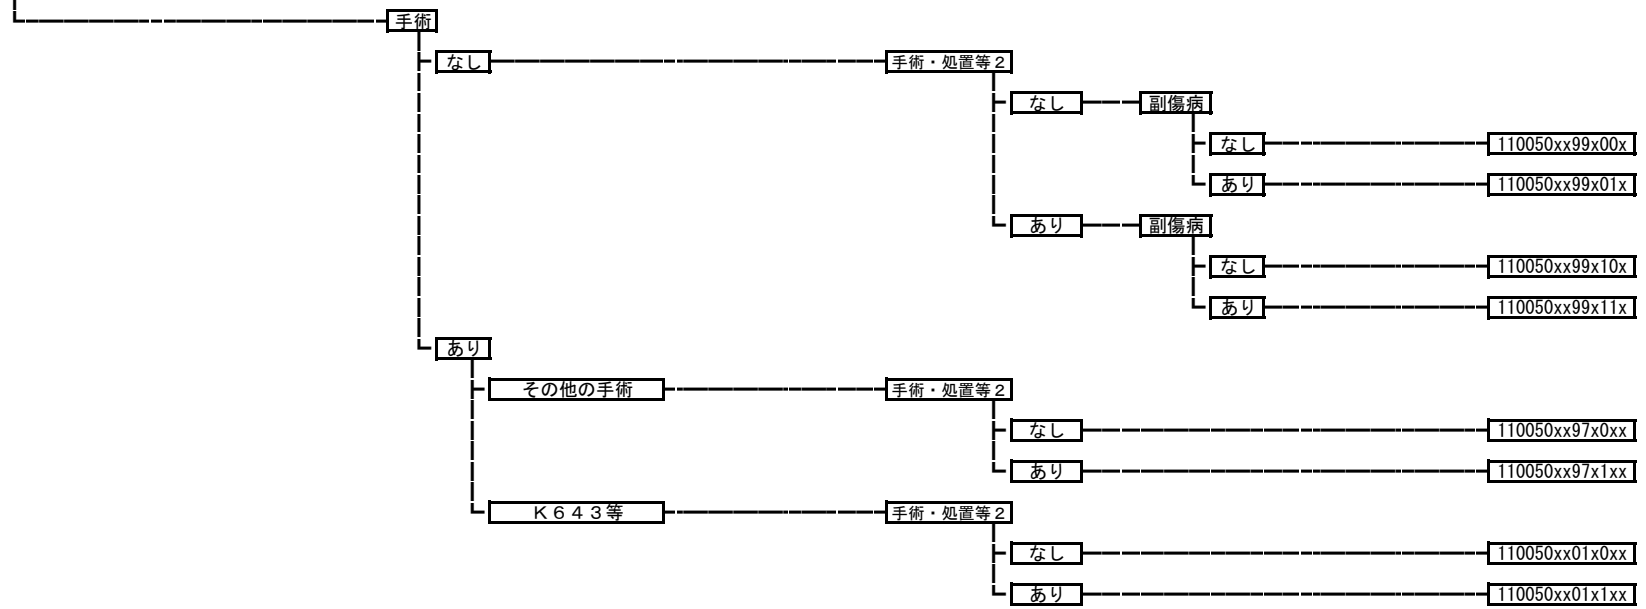 手術
なし 手術・処置等２
なし 副傷病
なし 110050xx99x00x
あり 110050xx99x01x
あり 副傷病
なし 110050xx99x10x
あり 110050xx99x11x
あり
その他の手術 手術・処置等２
なし 110050xx97x0xx
あり 110050xx97x1xx
Ｋ６４３等 手術・処置等２
なし 110050xx01x0xx
あり 110050xx01x1xx